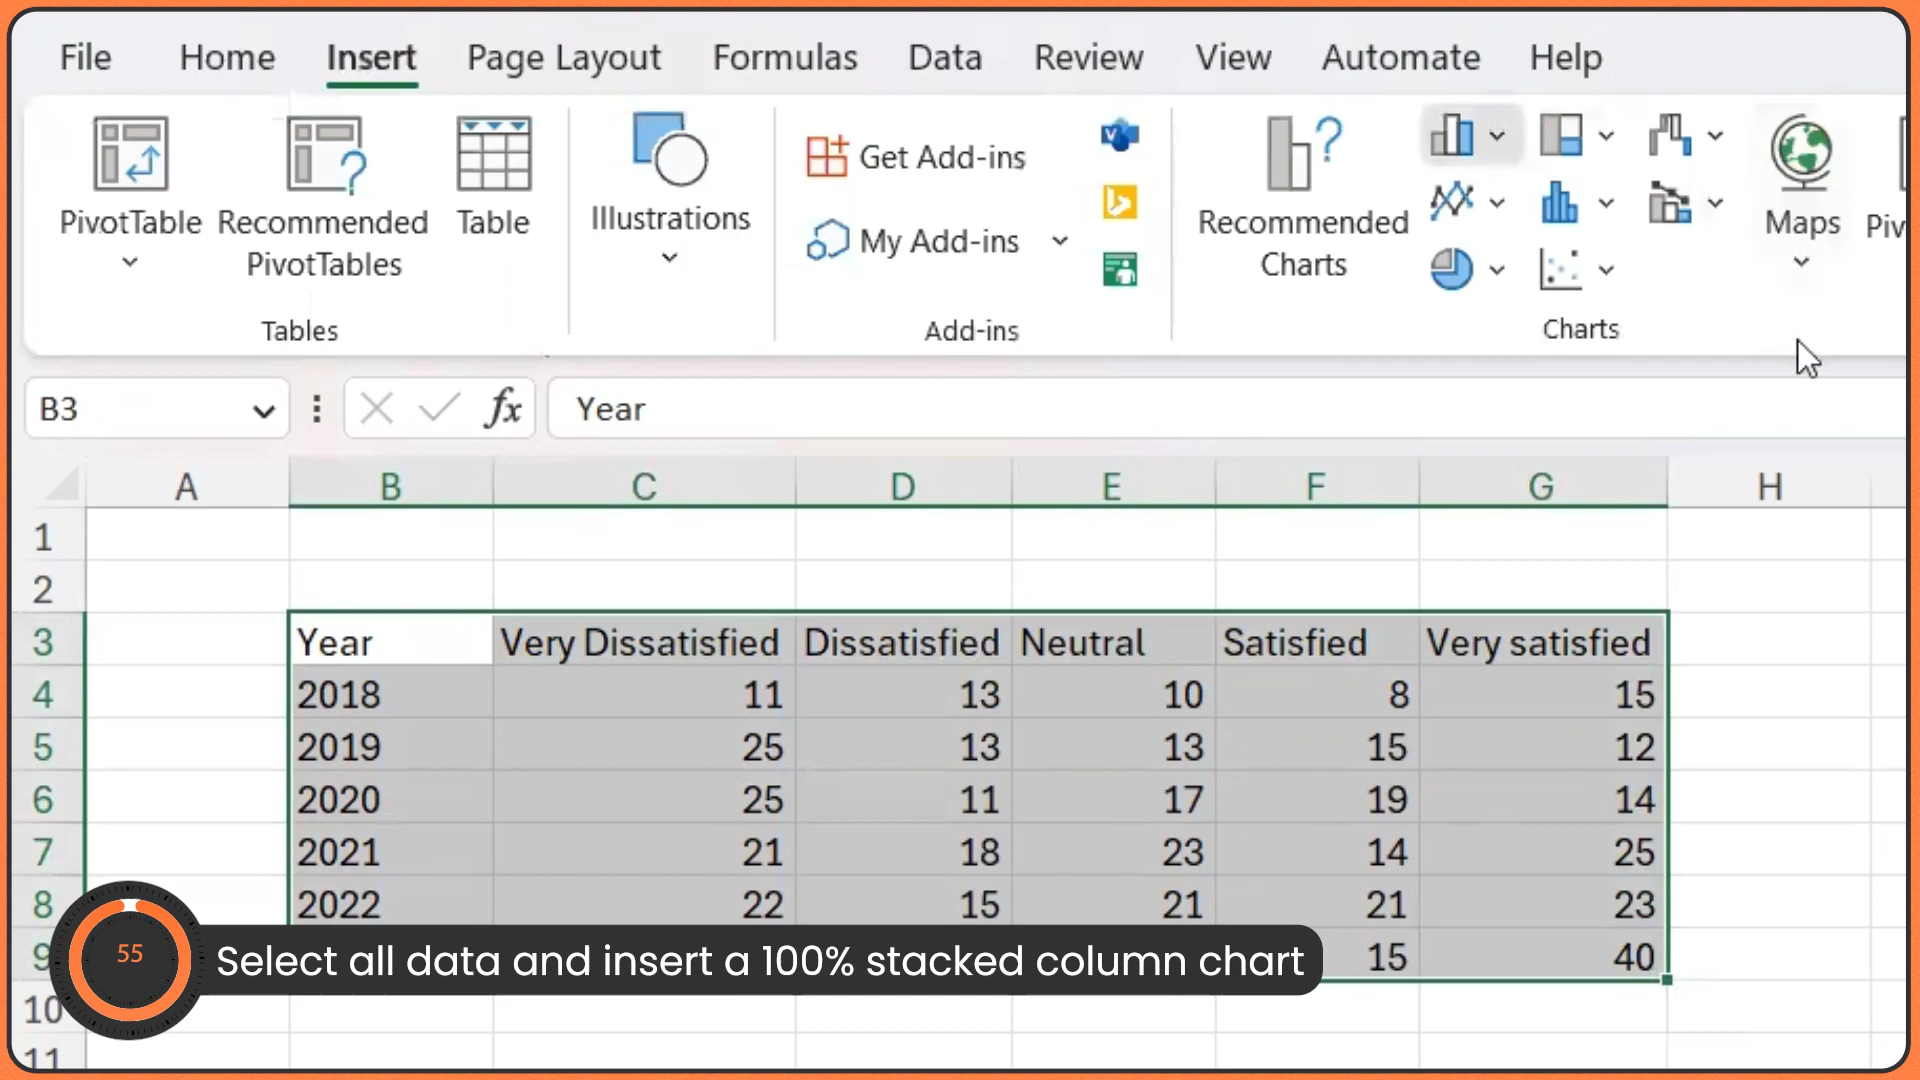 File Home Insert Page Layout Formulas Data Review View Automate Help
PivotTable
Recommended
PivotTables
Table
Tables
Illustrations
Get Add-ins
My Add-ins
Add-ins
Recommended
Charts
Charts
Maps
Piv
B3
fx
Year
A B C D E F G H
1
2
3 Year Very Dissatisfied Dissatisfied Neutral Satisfied Very satisfied
4 2018 11 13 10 8 15
5 2019 25 13 13 15 12
6 2020 25 11 17 19 14
7 2021 21 18 23 14 25
8 2022 22 15 21 21 23
9 15 40
55
Select all data and insert a 100% stacked column chart
10
11